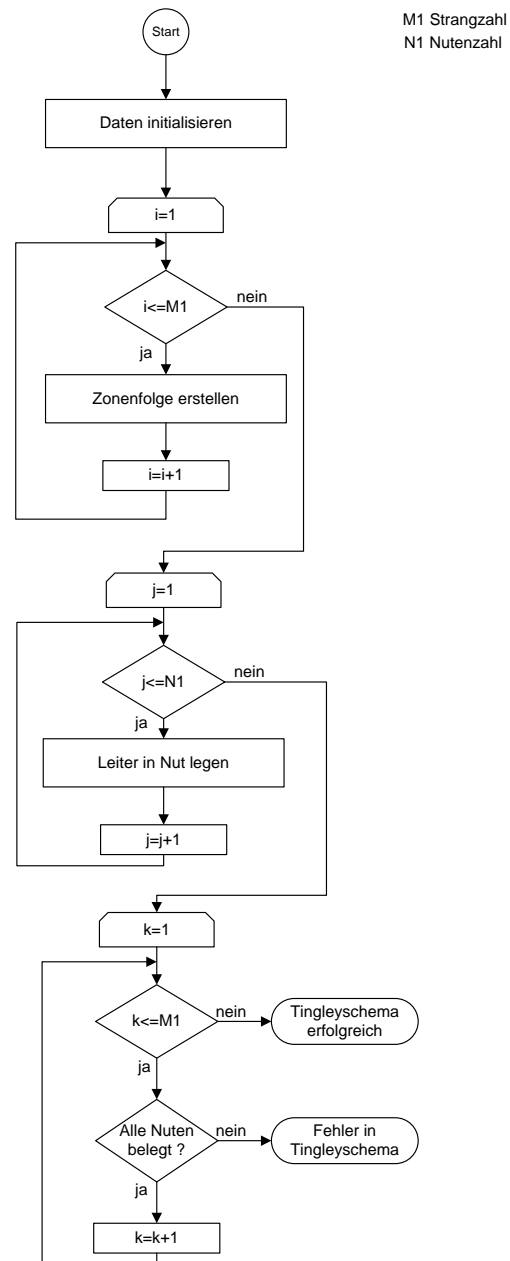 M1 Strangzahl
N1 Nutenzahl
Start
Daten initialisieren
i=1
i<=M1
nein
ja
Zonenfolge erstellen
i=i+1
j=1
j<=N1
nein
ja
Leiter in Nut legen
j=j+1
k=1
k<=M1
nein
Tingleyschema
erfolgreich
ja
Alle Nuten
belegt ?
nein
Fehler in
Tingleyschema
ja
k=k+1